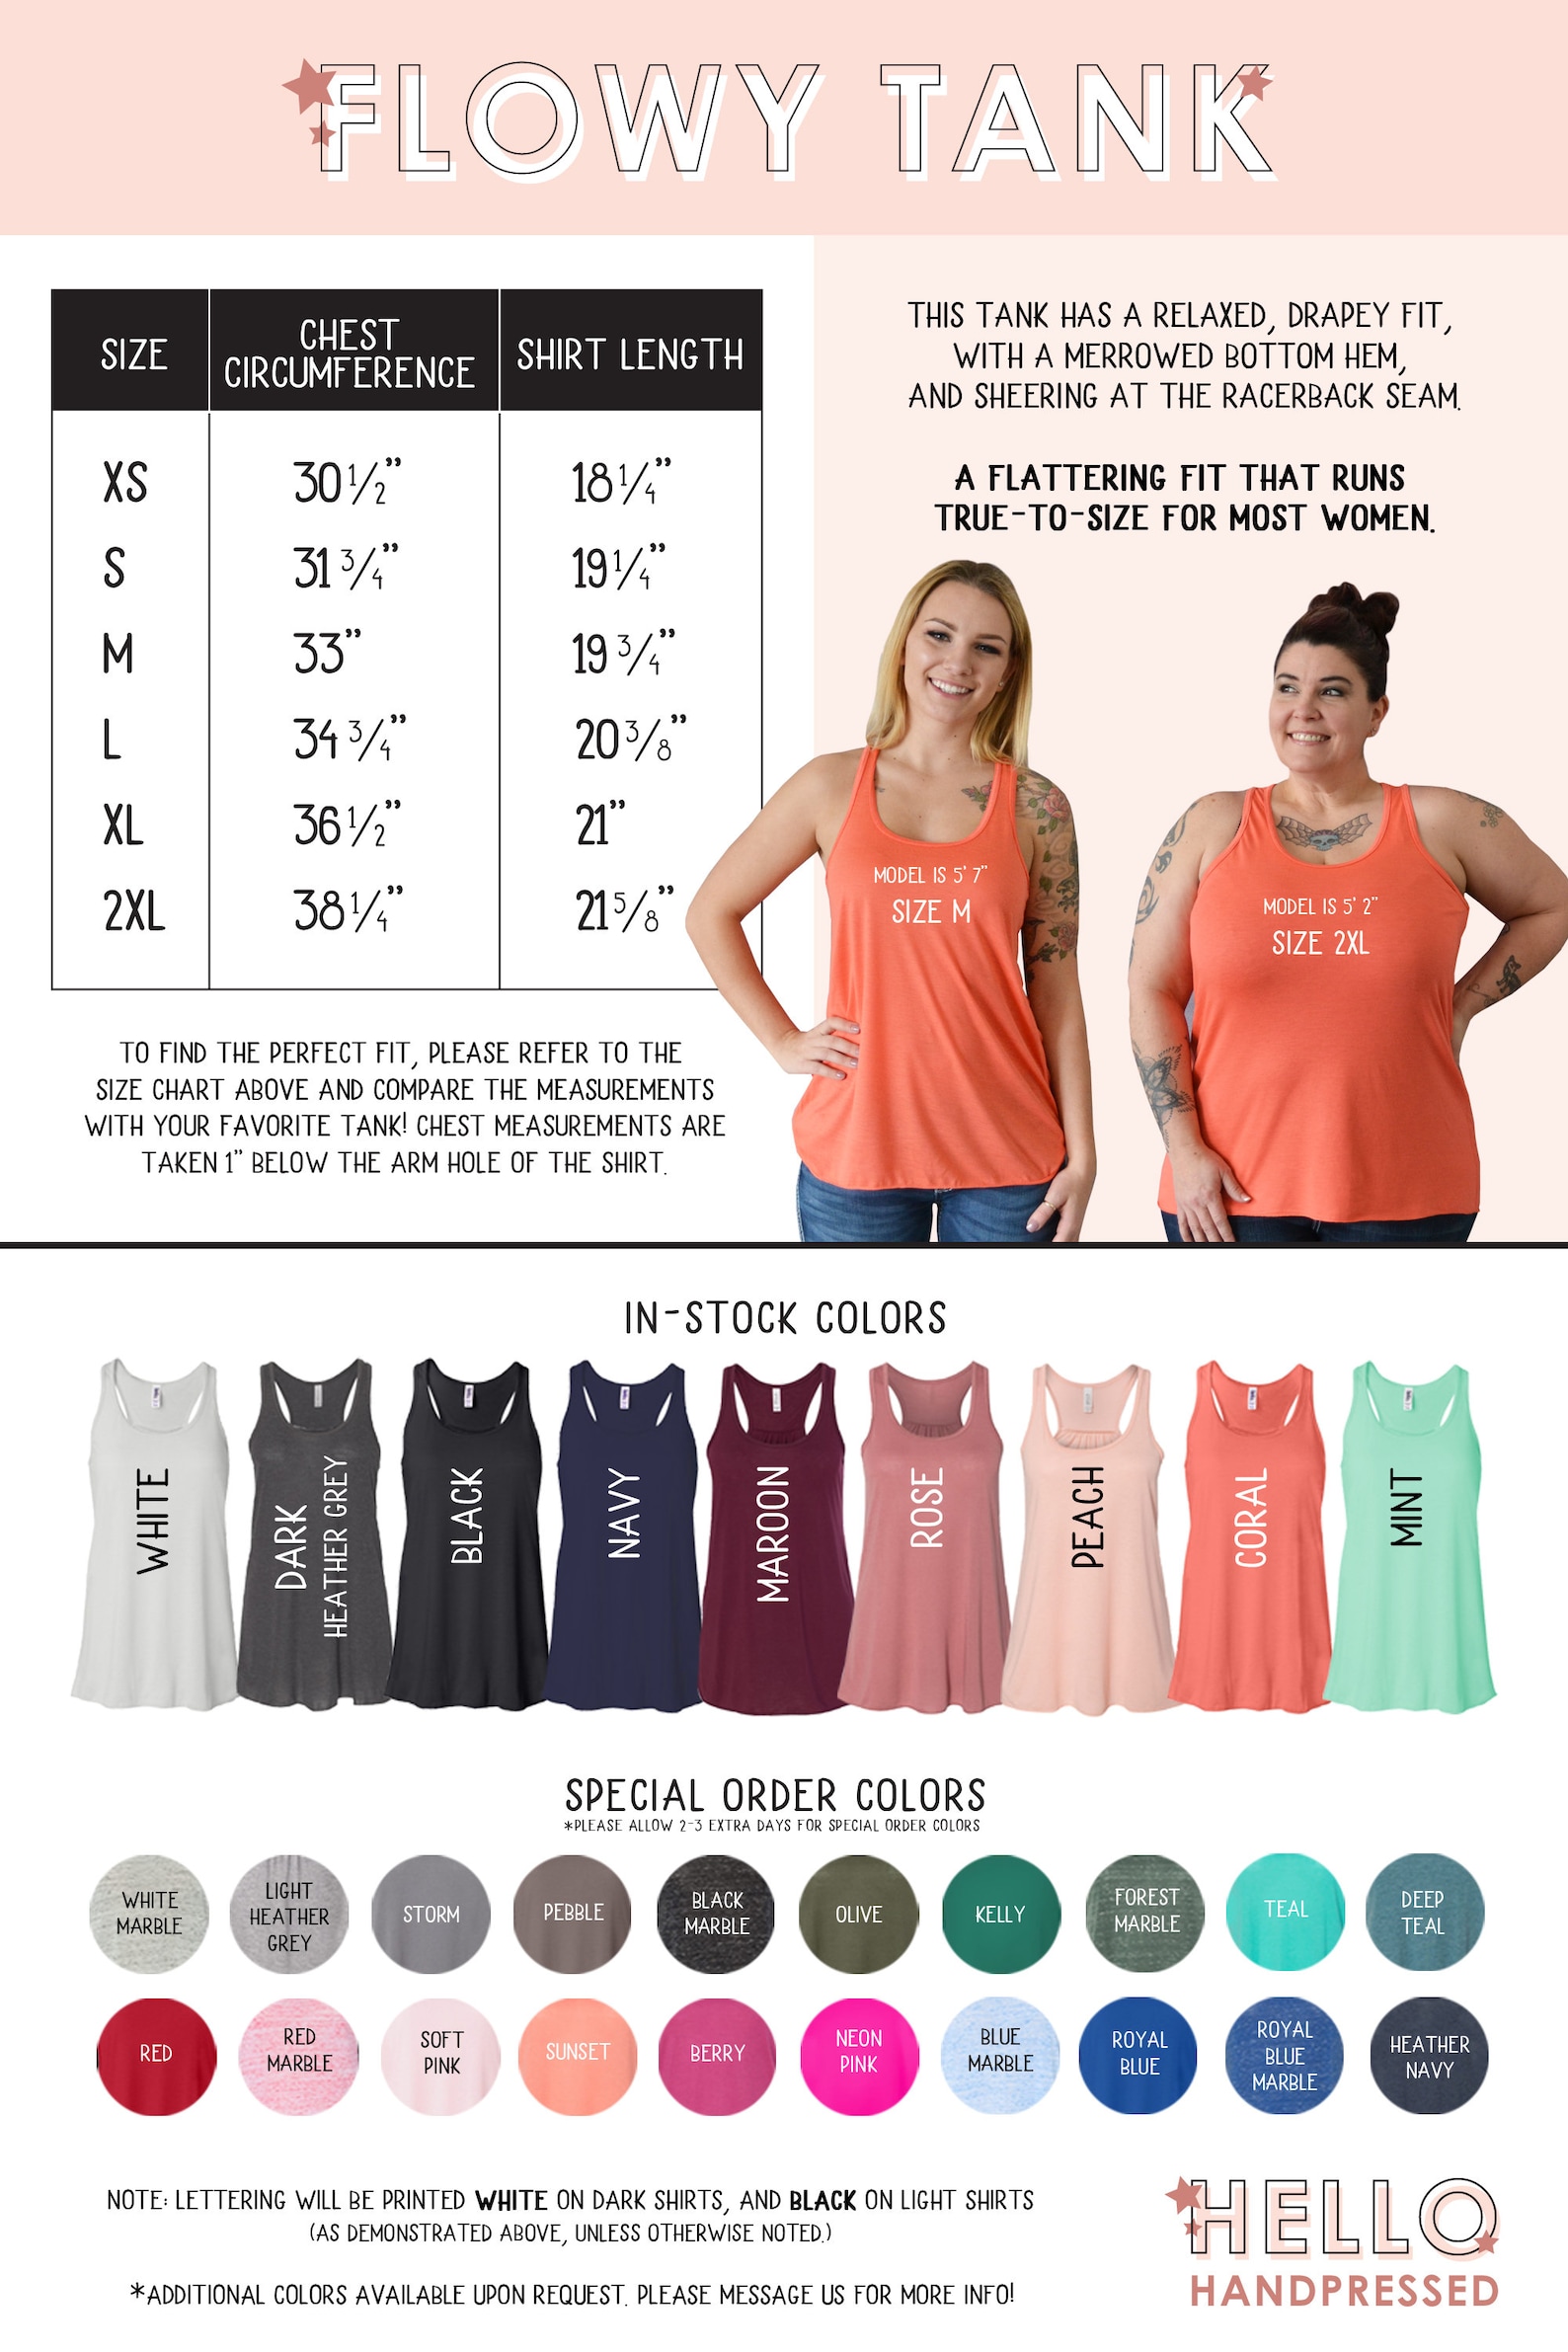 FLOWY TANK
SIZE CHEST CIRCUMFERENCE SHIRT LENGTH
XS 30 1/2” 18 1/4”
S 31 3/4” 19 1/4”
M 33” 19 3/4”
L 34 3/4” 20 3/8”
XL 36 1/2” 21”
2XL 38 1/4” 21 5/8”
TO FIND THE PERFECT FIT, PLEASE REFER TO THE
SIZE CHART ABOVE AND COMPARE THE MEASUREMENTS
WITH YOUR FAVORITE TANK! CHEST MEASUREMENTS ARE
TAKEN 1” BELOW THE ARM HOLE OF THE SHIRT.
THIS TANK HAS A RELAXED, DRAPEY FIT,
WITH A MERROWED BOTTOM HEM,
AND SHEERING AT THE RACERBACK SEAM.
A FLATTERING FIT THAT RUNS
TRUE-TO-SIZE FOR MOST WOMEN.
MODEL IS 5' 7”
SIZE M
MODEL IS 5' 2”
SIZE 2XL
IN-STOCK COLORS
WHITE
DARK
HEATHER GREY
BLACK
NAVY
MAROON
ROSE
PEACH
CORAL
MINT
SPECIAL ORDER COLORS
*PLEASE ALLOW 2-3 EXTRA DAYS FOR SPECIAL ORDER COLORS
WHITE
MARBLE
LIGHT
HEATHER
GREY
STORM
PEBBLE
BLACK
MARBLE
OLIVE
KELLY
FOREST
MARBLE
TEAL
DEEP
TEAL
RED
RED
MARBLE
SOFT
PINK
SUNSET
BERRY
NEON
PINK
BLUE
MARBLE
ROYAL
BLUE
ROYAL
BLUE
MARBLE
HEATHER
NAVY
NOTE: LETTERING WILL BE PRINTED WHITE ON DARK SHIRTS, AND BLACK ON LIGHT SHIRTS
(AS DEMONSTRATED ABOVE, UNLESS OTHERWISE NOTED.)
*ADDITIONAL COLORS AVAILABLE UPON REQUEST. PLEASE MESSAGE US FOR MORE INFO!
HELLO
HANDPRESSED